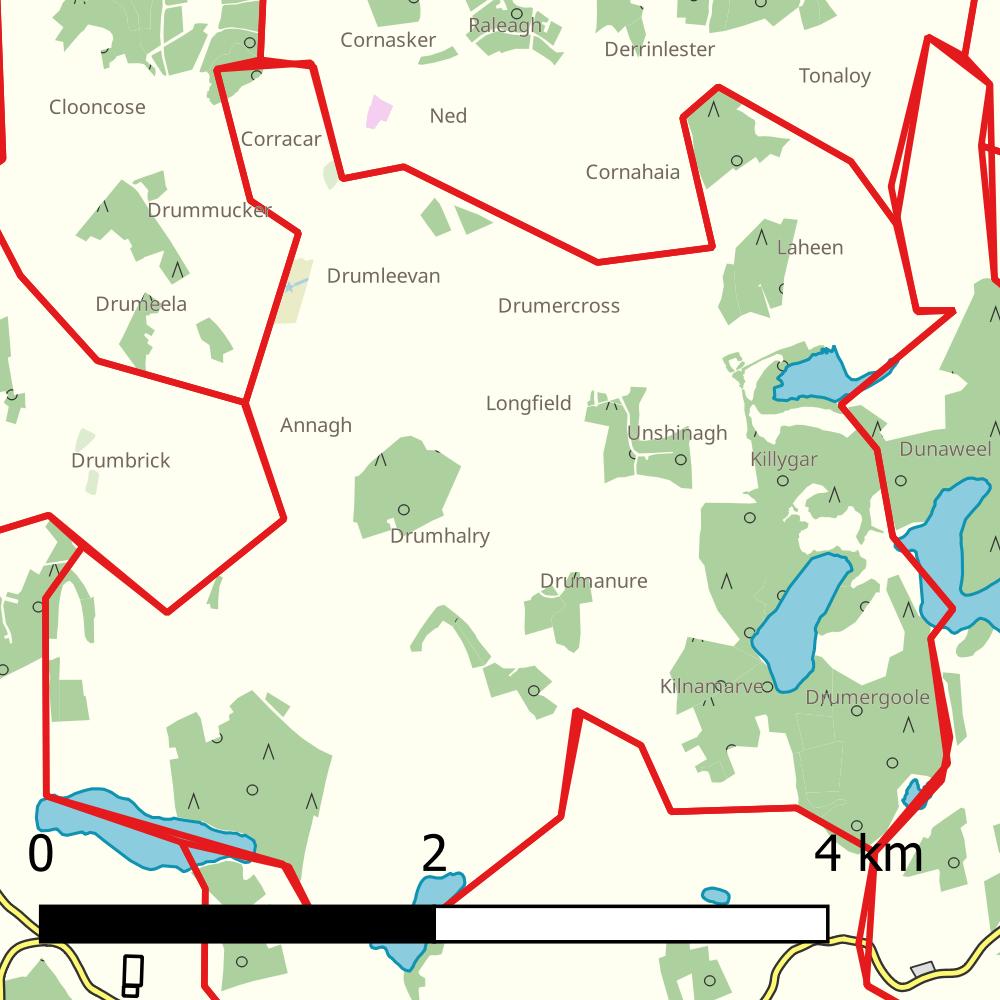 Raleagh
Cornasker
Derrinlester
Tonaloy
Clooncose
Ned
Corracar
Cornahaia
Drummucker
Laheen
Drumleevan
Drumeela
Drumercross
Longfield
Annagh
Unshinagh
Dunaweel
Drumbrick
Killygar
Drumhalry
Drumanure
Kilnamarve
Drumergoole
0 2 4 km